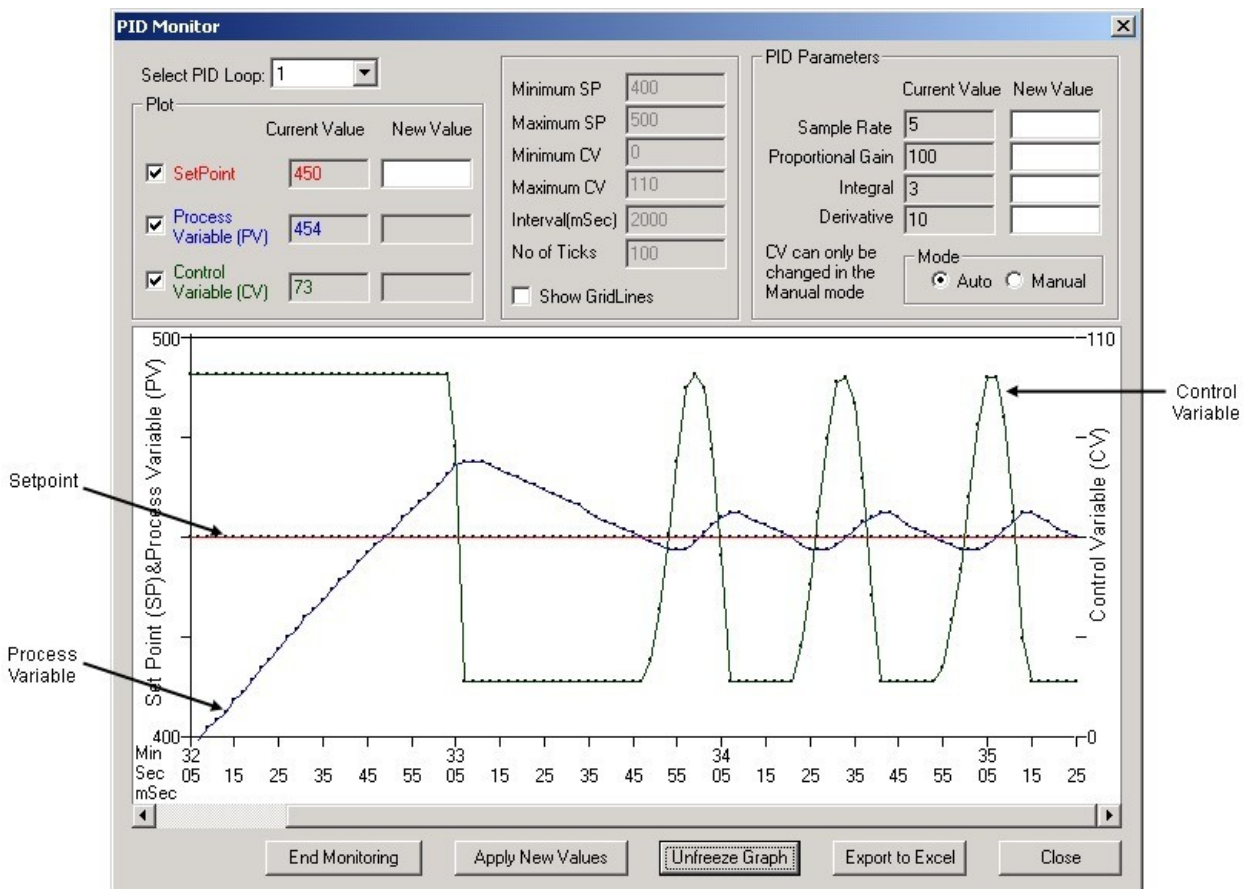 PID Monitor
Select PID Loop: 1
Plot
Current Value New Value
SetPoint 450
Process
Variable (PV) 454
Control
Variable (CV) 73
Minimum SP 400
Maximum SP 500
Minimum CV 0
Maximum CV 110
Interval(mSec) 2000
No of Ticks 100
Show GridLines
PID Parameters
Current Value New Value
Sample Rate 5
Proportional Gain 100
Integral 3
Derivative 10
CV can only be
changed in the
Manual mode
Mode
Auto Manual
500
400
Set Point (SP)&Process Variable (PV)
110
0
Control Variable (CV)
Setpoint
Process
Variable
Control
Variable
Min 32 33 34 35
Sec 05 15 25 35 45 55 05 15 25 35 45 55 05 15 25 35 45 55 05 15 25
mSec
End Monitoring Apply New Values Unfreeze Graph Export to Excel Close